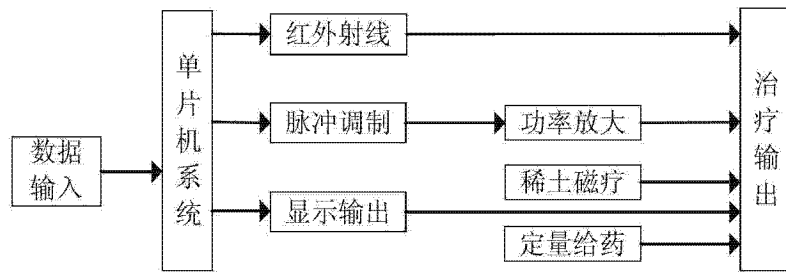 数据
输入
单片机系统
红外射线
脉冲调制
功率放大
稀土磁疗
显示输出
定量给药
治疗输出